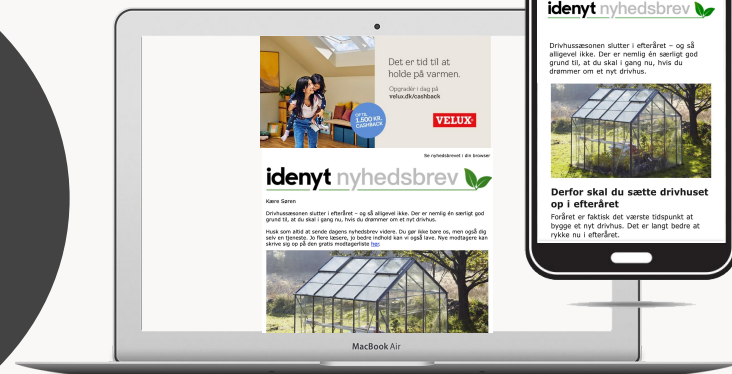 Det er tid til at
holde på varmen.
Opgradér i dag på
velux.dk/cashback
OPTIL
1.500 KR.
CASHBACK
VELUX
Se nyhedsbrevet i din browser
idenyt nyhedsbrev
Kære Søren
Drivhussæsonen slutter i efteråret – og så alligevel ikke. Der er nemlig én særligt god
grund til, at du skal i gang nu, hvis du drømmer om et nyt drivhus.
Husk som altid at sende dagens nyhedsbrev videre. Du gør ikke bare os, men også dig
selv en tjeneste. Jo flere læsere, jo bedre indhold kan vi også lave. Nye modtagere kan
skrive sig op på den gratis modtagerliste her.
MacBook Air
idenyt nyhedsbrev
Drivhussæsonen slutter i efteråret – og så
alligevel ikke. Der er nemlig én særligt god
grund til, at du skal i gang nu, hvis du
drømmer om et nyt drivhus.
Derfor skal du sætte drivhuset
op i efteråret
Foråret er faktisk det værste tidspunkt at
bygge et nyt drivhus. Det er langt bedre at
rykke nu i efteråret.